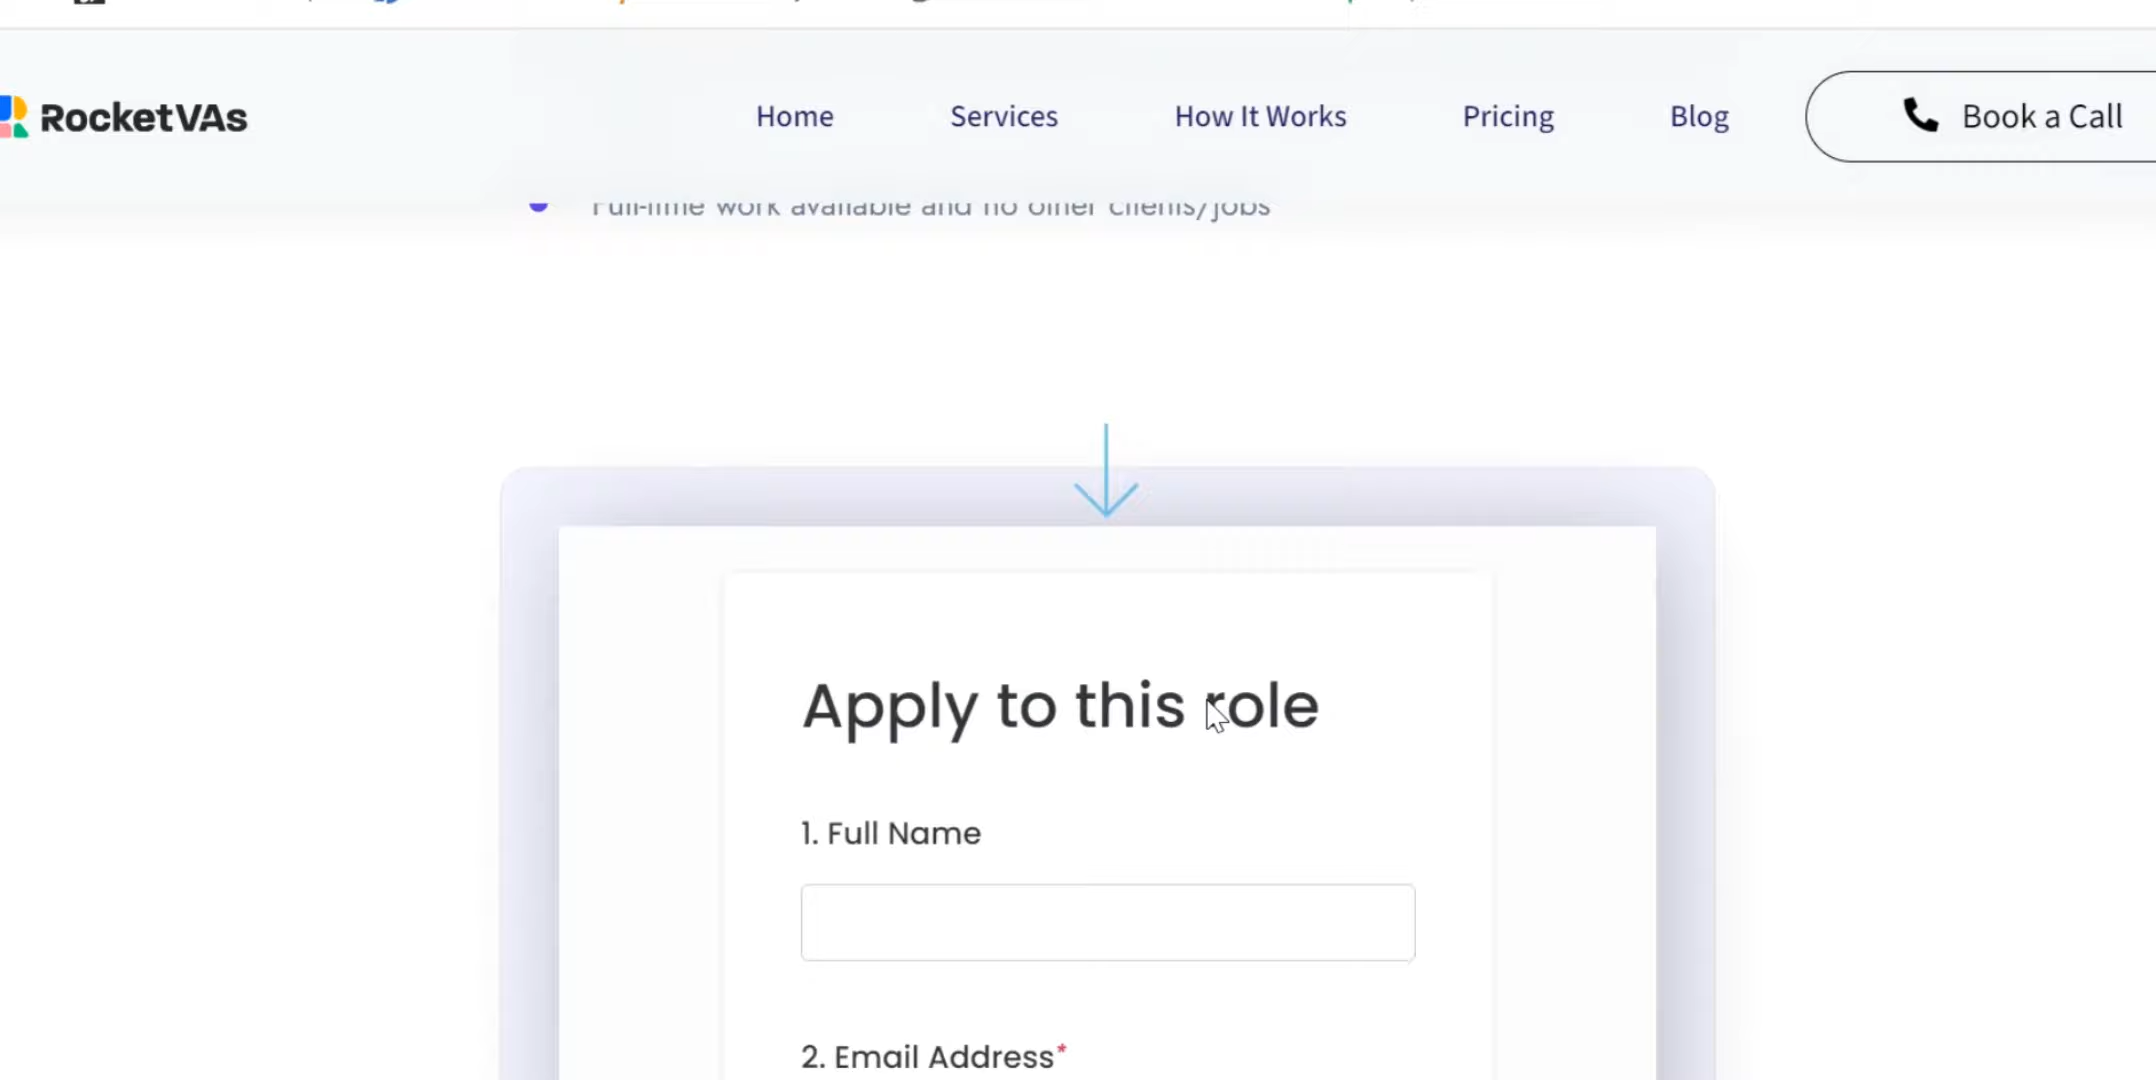 RocketVAs
Home
Services
How It Works
Pricing
Blog
Book a Call
Full-time work available and no other clients/jobs
Apply to this role
1. Full Name
2. Email Address*